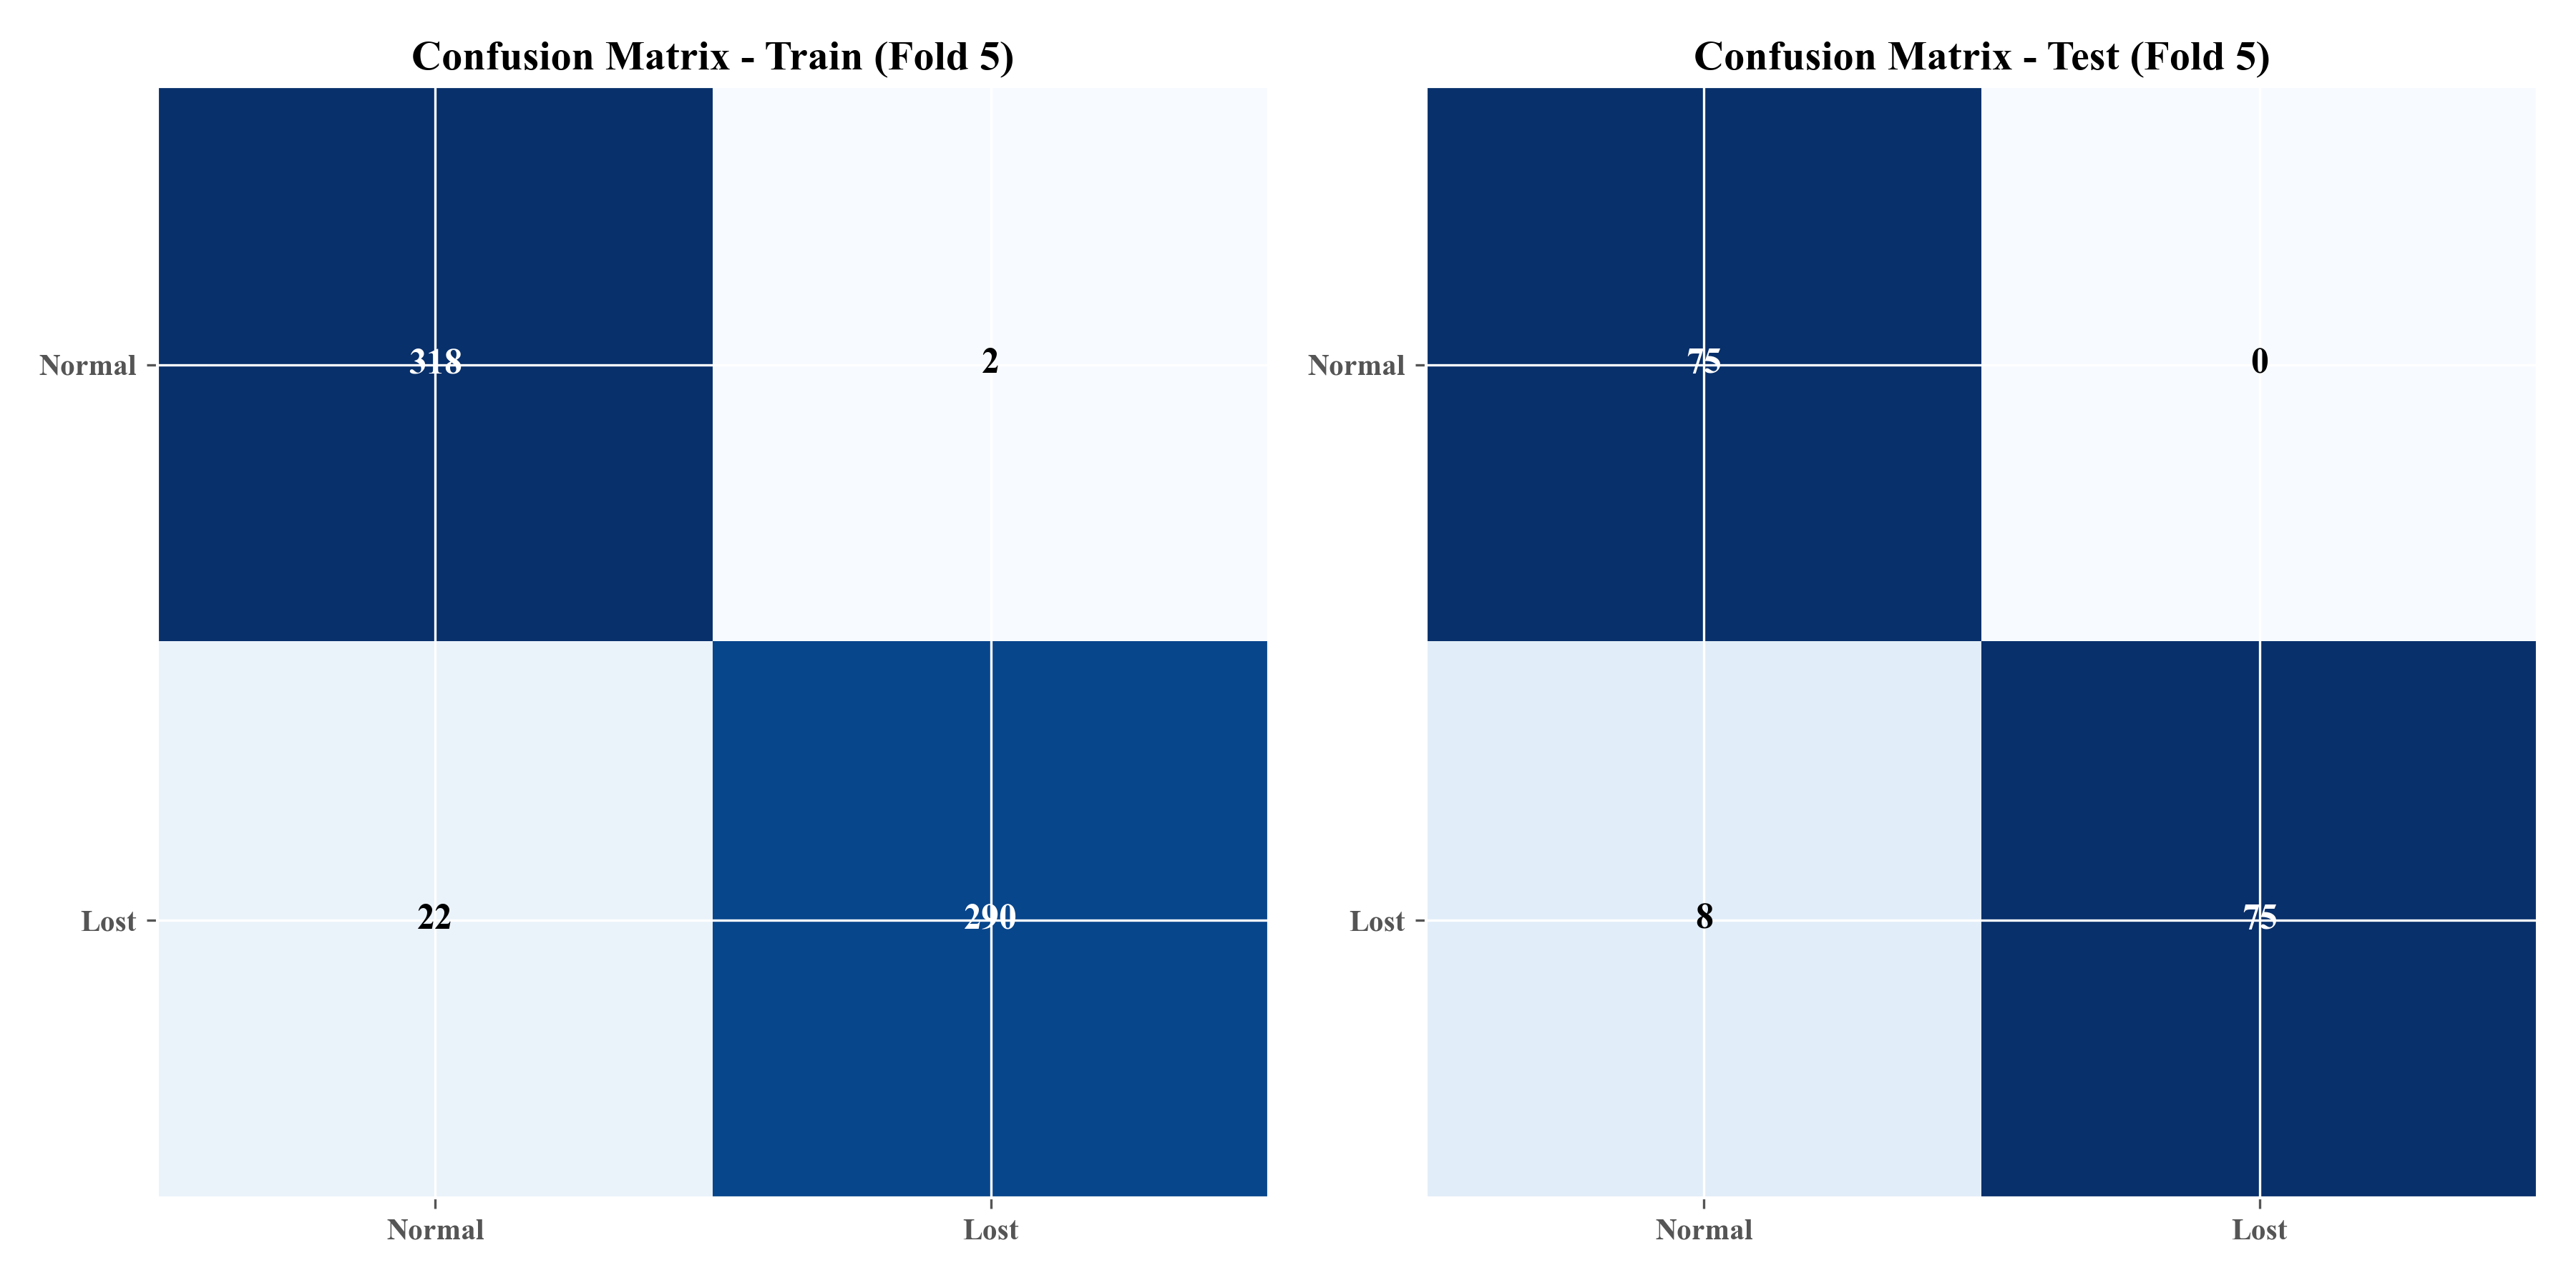 Confusion Matrix - Train (Fold 5)
Normal
318
2
Lost
22
290
Normal
Lost
Confusion Matrix - Test (Fold 5)
Normal
75
0
Lost
8
75
Normal
Lost